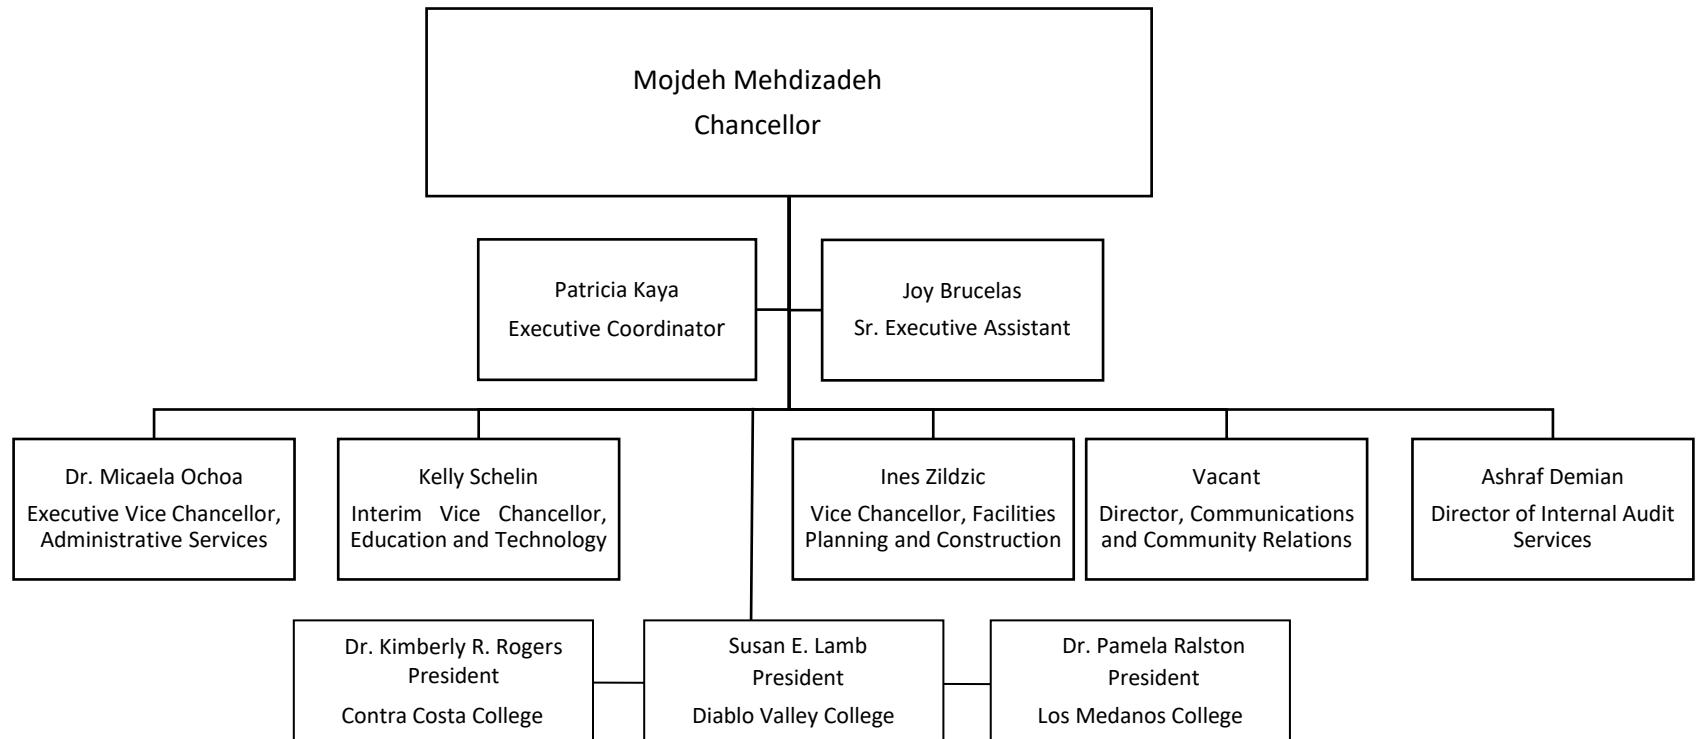 Mojdeh Mehdizadeh
Chancellor
Patricia Kaya
Executive Coordinator
Joy Brucelas
Sr. Executive Assistant
Dr. Micaela Ochoa
Executive Vice Chancellor,
Administrative Services
Kelly Schelin
Interim Vice Chancellor,
Education and Technology
Ines Zildzic
Vice Chancellor, Facilities
Planning and Construction
Vacant
Director, Communications
and Community Relations
Ashraf Demian
Director of Internal Audit
Services
Dr. Kimberly R. Rogers
President
Contra Costa College
Susan E. Lamb
President
Diablo Valley College
Dr. Pamela Ralston
President
Los Medanos College